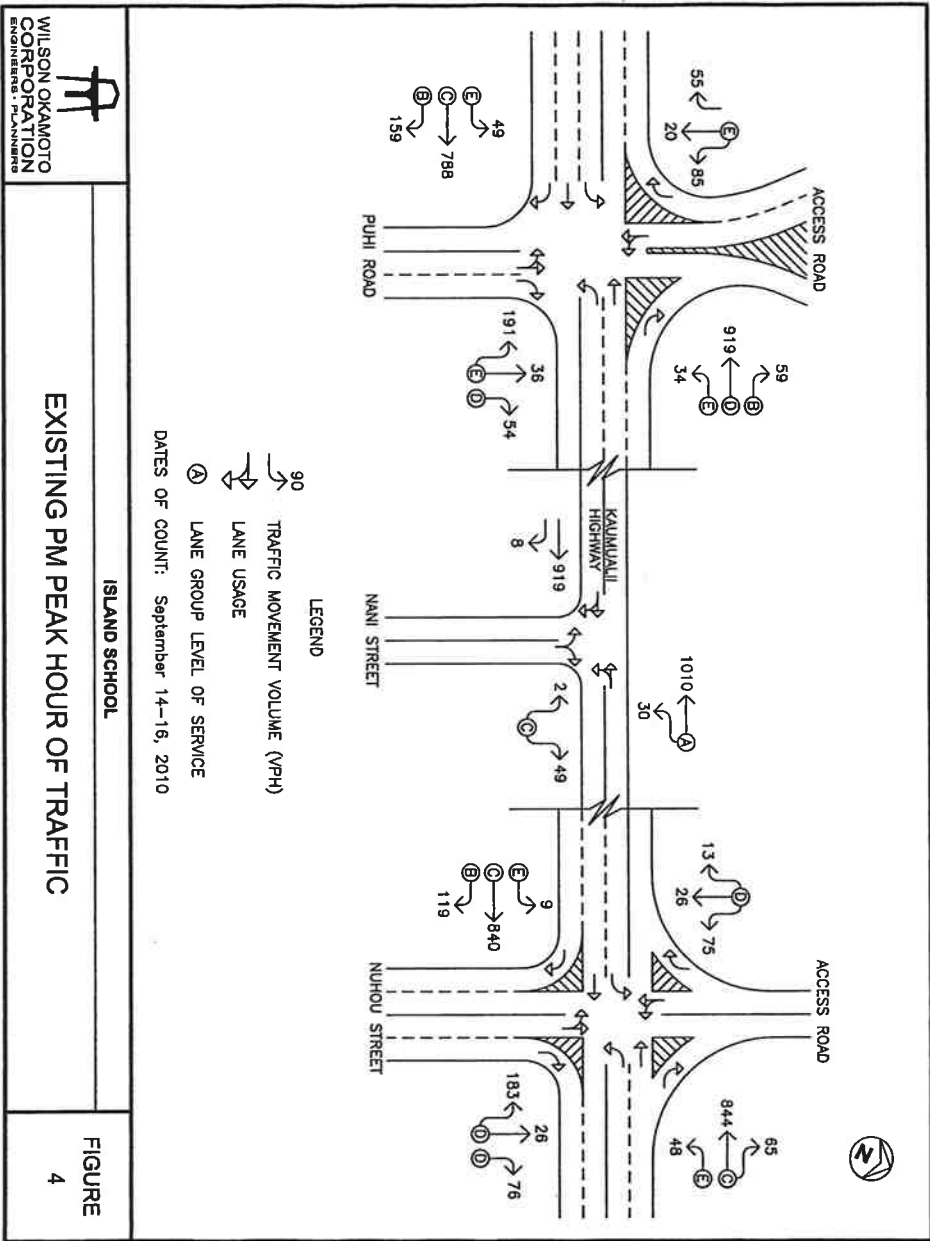 ACCESS ROAD
55
20
85
E
59
919
34
B
D
E
49
788
159
E
C
B
PUHI ROAD
191
36
54
E
D
KAUMUALII
HIGHWAY
919
8
1010
30
A
NANI STREET
2
49
C
ACCESS ROAD
13
26
75
D
65
844
48
C
E
9
840
119
E
C
B
NUHOU STREET
183
26
76
D
D
N
LEGEND
90 TRAFFIC MOVEMENT VOLUME (VPH)
LANE USAGE
A LANE GROUP LEVEL OF SERVICE
DATES OF COUNT: September 14-16, 2010
WILSON OKAMOTO
CORPORATION
ENGINEERS · PLANNERS
ISLAND SCHOOL
EXISTING PM PEAK HOUR OF TRAFFIC
FIGURE
4